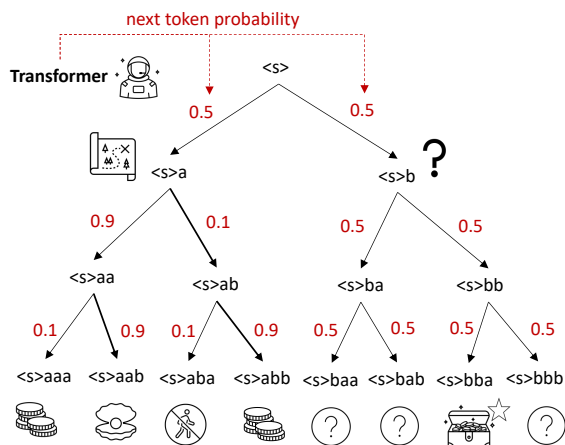 next token probability
Transformer
<s>
0.5 0.5
<s>a <s>b ?
0.9 0.1 0.5 0.5
<s>aa <s>ab <s>ba <s>bb
0.1 0.9 0.1 0.9 0.5 0.5 0.5 0.5
<s>aaa <s>aab <s>aba <s>abb <s>baa <s>bab <s>bba <s>bbb
? ? ?